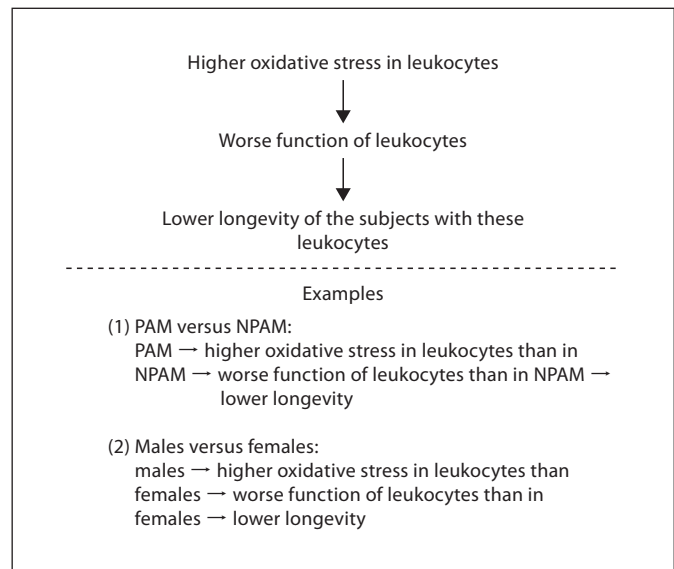 Higher oxidative stress in leukocytes
Worse function of leukocytes
Lower longevity of the subjects with these
leukocytes
Examples
(1) PAM versus NPAM:
PAM → higher oxidative stress in leukocytes than in
NPAM → worse function of leukocytes than in NPAM →
lower longevity
(2) Males versus females:
males → higher oxidative stress in leukocytes than
females → worse function of leukocytes than in
females → lower longevity